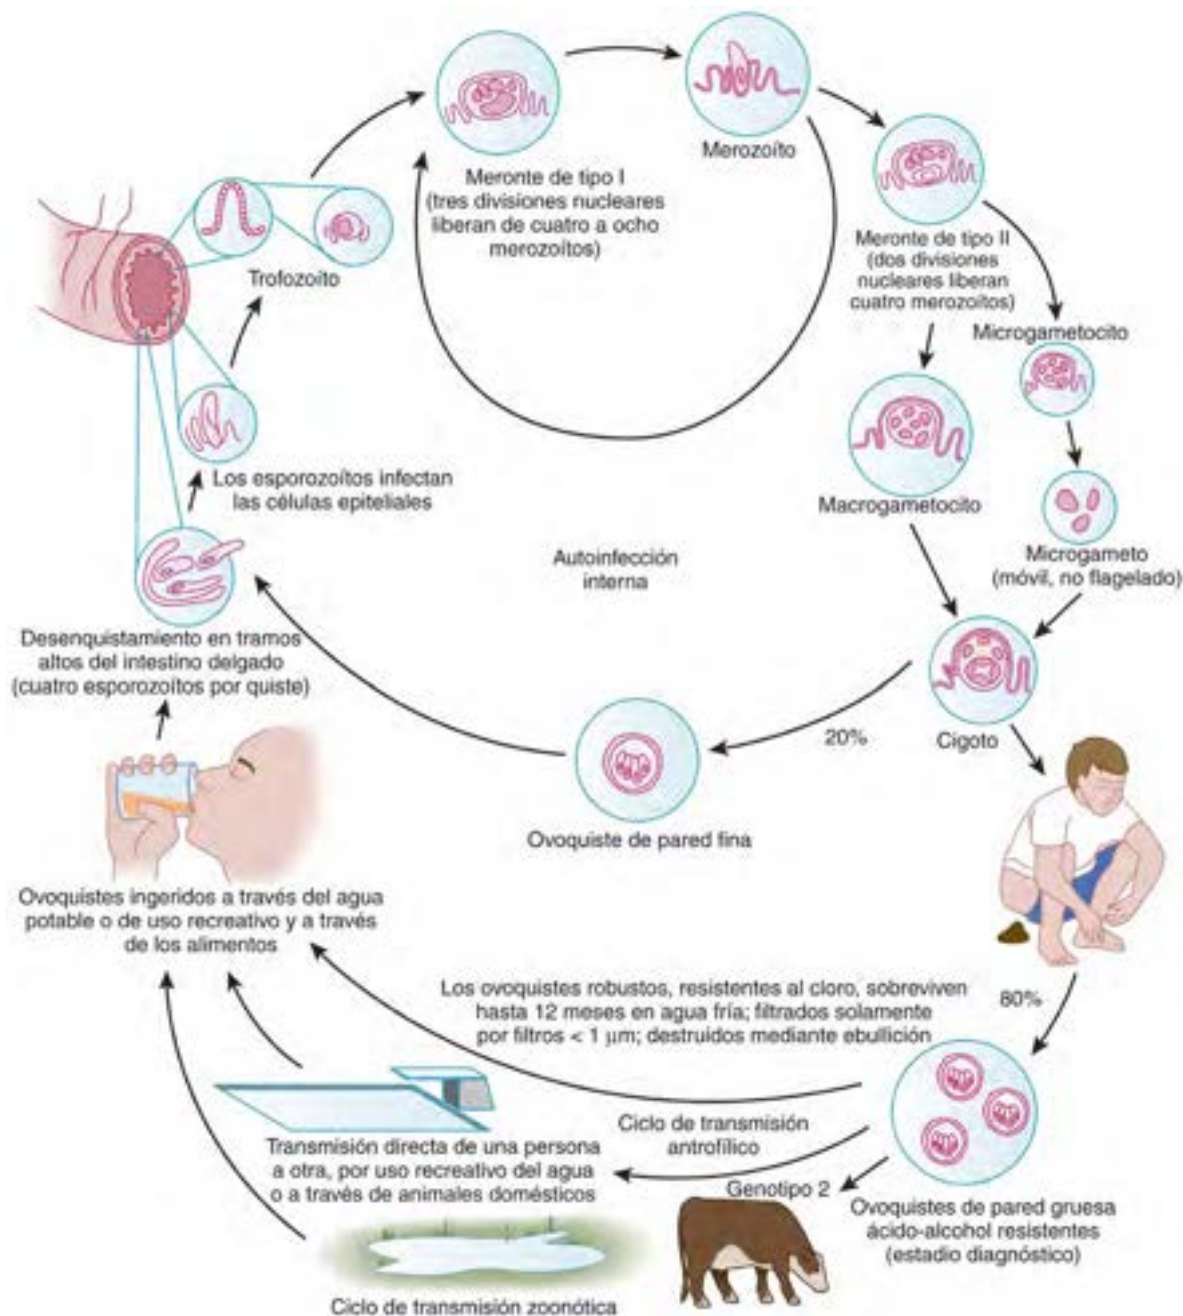 Merozoíto
Meronte de tipo I
(tres divisiones nucleares
liberan de cuatro a ocho
merozoítos)
Meronte de tipo II
(dos divisiones
nucleares liberan
cuatro merozoítos)
Trofozoíto
Microgametocito
Los esporozoítos infectan
las células epiteliales
Macrogametocito
Microgameto
(móvil, no flagelado)
Autoinfección
interna
Desenquistamiento en tramos
altos del intestino delgado
(cuatro esporozoítos por quiste)
20%
Cigoto
Ovoquiste de pared fina
Ovoquistes ingeridos a través del agua
potable o de uso recreativo y a través
de los alimentos
Los ovoquistes robustos, resistentes al cloro, sobreviven
hasta 12 meses en agua fría; filtrados solamente
por filtros < 1 μm; destruidos mediante ebullición
80%
Ciclo de transmisión
antrofílico
Transmisión directa de una persona
a otra, por uso recreativo del agua
o a través de animales domésticos
Genotipo 2
Ovoquistes de pared gruesa
ácido-alcohol resistentes
(estadio diagnóstico)
Ciclo de transmisión zoonótica